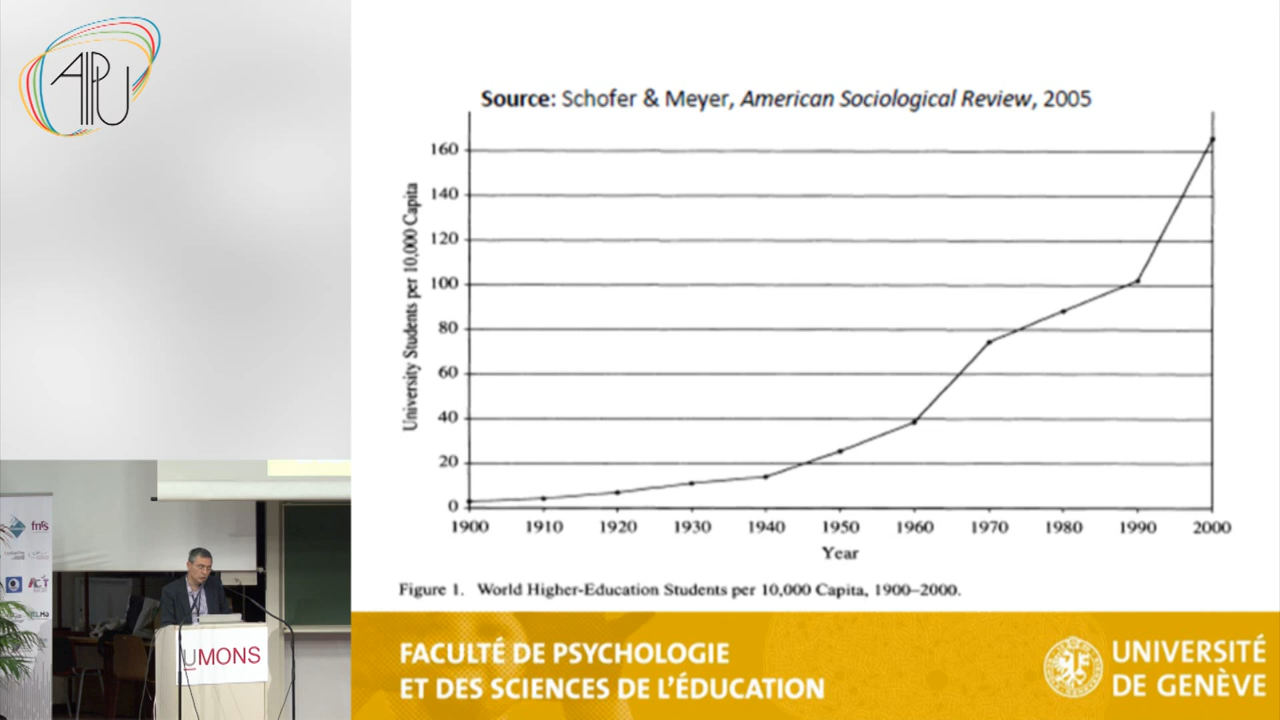 AIPU
Source: Schofer & Meyer, American Sociological Review, 2005
University Students per 10,000 Capita
160
140
120
100
80
60
40
20
0
1900 1910 1920 1930 1940 1950 1960 1970 1980 1990 2000
Year
Figure 1. World Higher-Education Students per 10,000 Capita, 1900–2000.
fnrs
UMONS
FACULTÉ DE PSYCHOLOGIE
ET DES SCIENCES DE L'ÉDUCATION
UNIVERSITÉ
DE GENÈVE